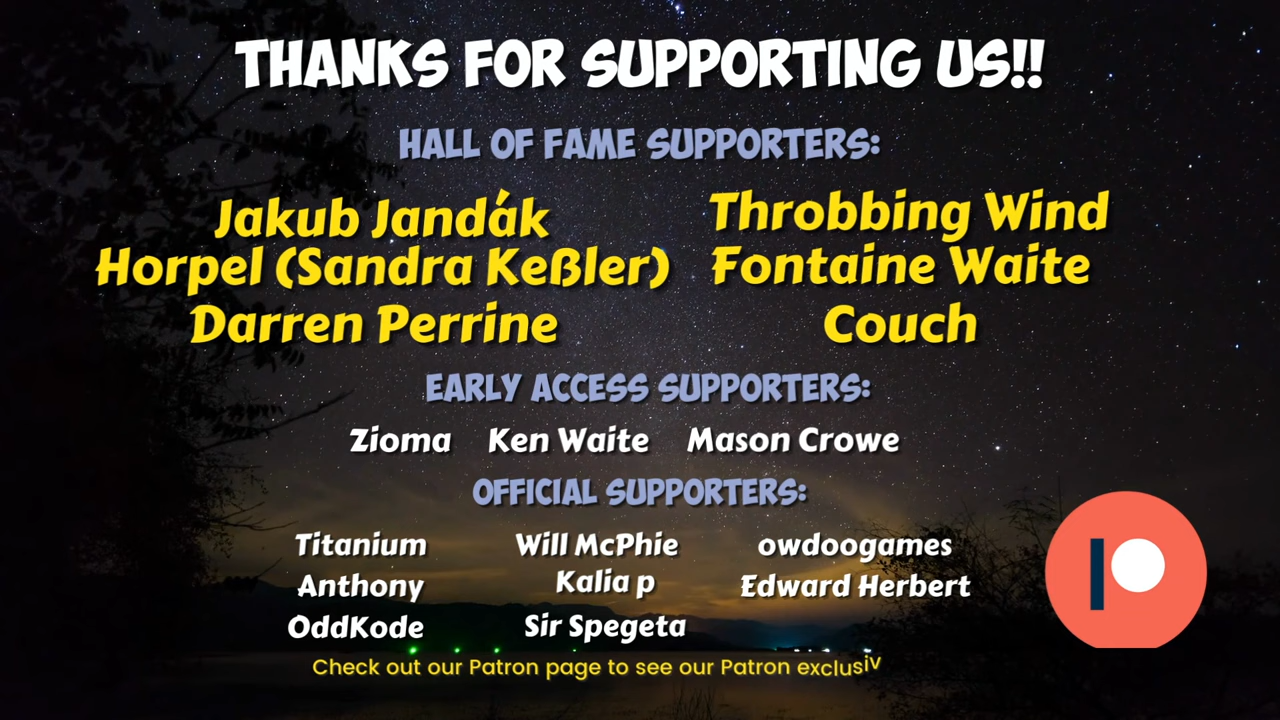 THANKS FOR SUPPORTING US!!
HALL OF FAME SUPPORTERS:
Jakub Jandák Throbbing Wind
Horpel (Sandra Keßler) Fontaine Waite
Darren Perrine Couch
EARLY ACCESS SUPPORTERS:
Zioma Ken Waite Mason Crowe
OFFICIAL SUPPORTERS:
Titanium Will McPhie owdoogames
Anthony Kalia p Edward Herbert
OddKode Sir Spegeta
Check out our Patron page to see our Patron exclusiv